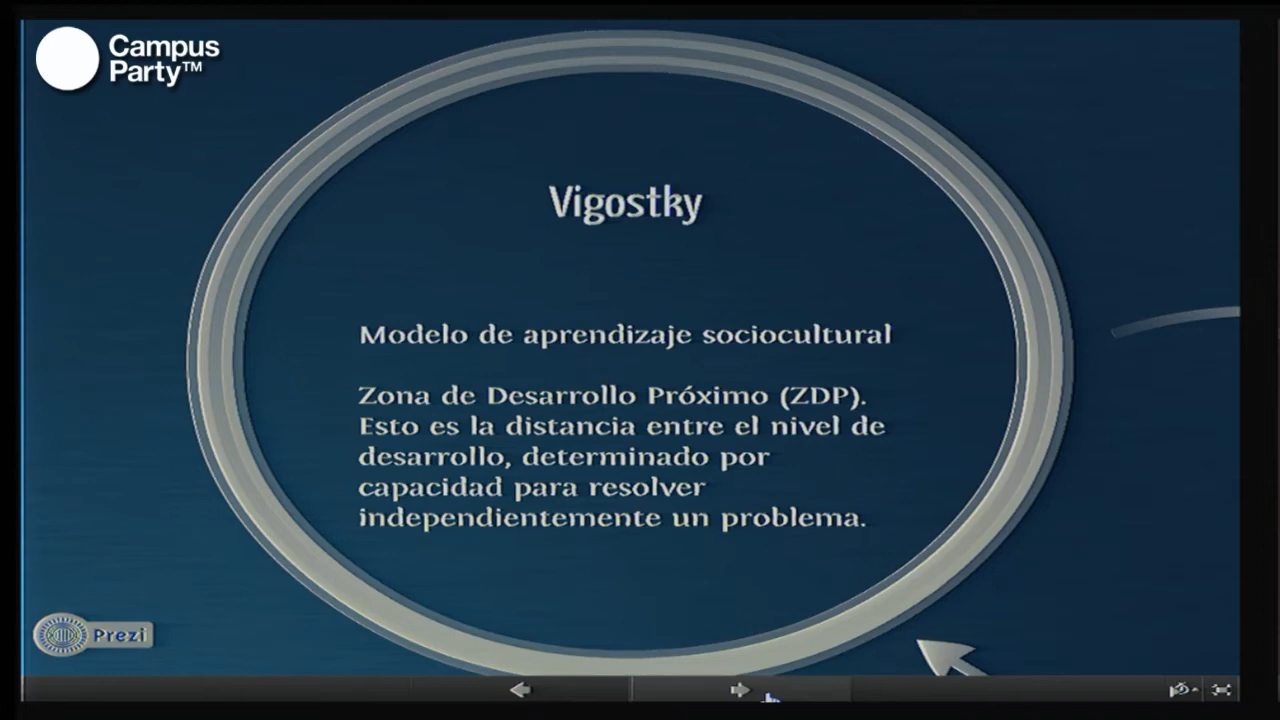 Campus
Party™
Vigostky
Modelo de aprendizaje sociocultural
Zona de Desarrollo Próximo (ZDP).
Esto es la distancia entre el nivel de
desarrollo, determinado por
capacidad para resolver
independientemente un problema.
Prezi